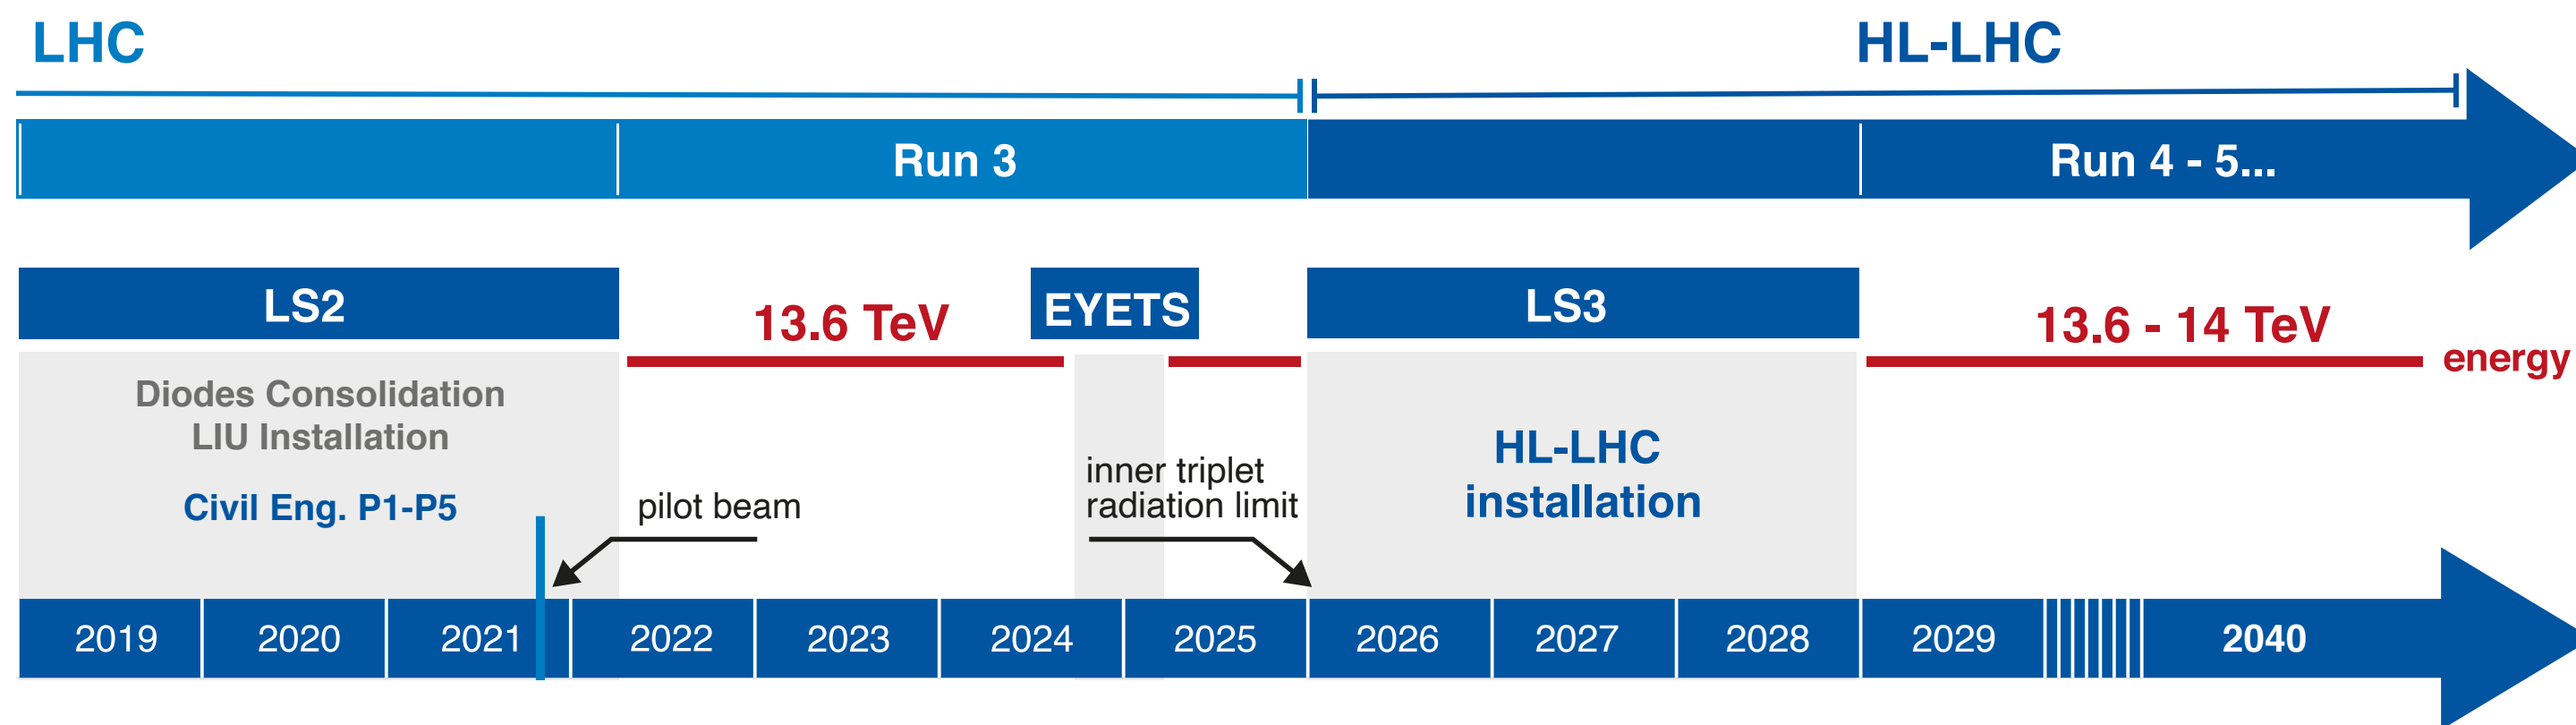 LHC
HL-LHC
Run 3
Run 4 - 5...
LS2
13.6 TeV
EYETS
LS3
13.6 - 14 TeV
energy
Diodes Consolidation
LIU Installation
Civil Eng. P1-P5
pilot beam
inner triplet
radiation limit
HL-LHC
installation
2019
2020
2021
2022
2023
2024
2025
2026
2027
2028
2029
2040